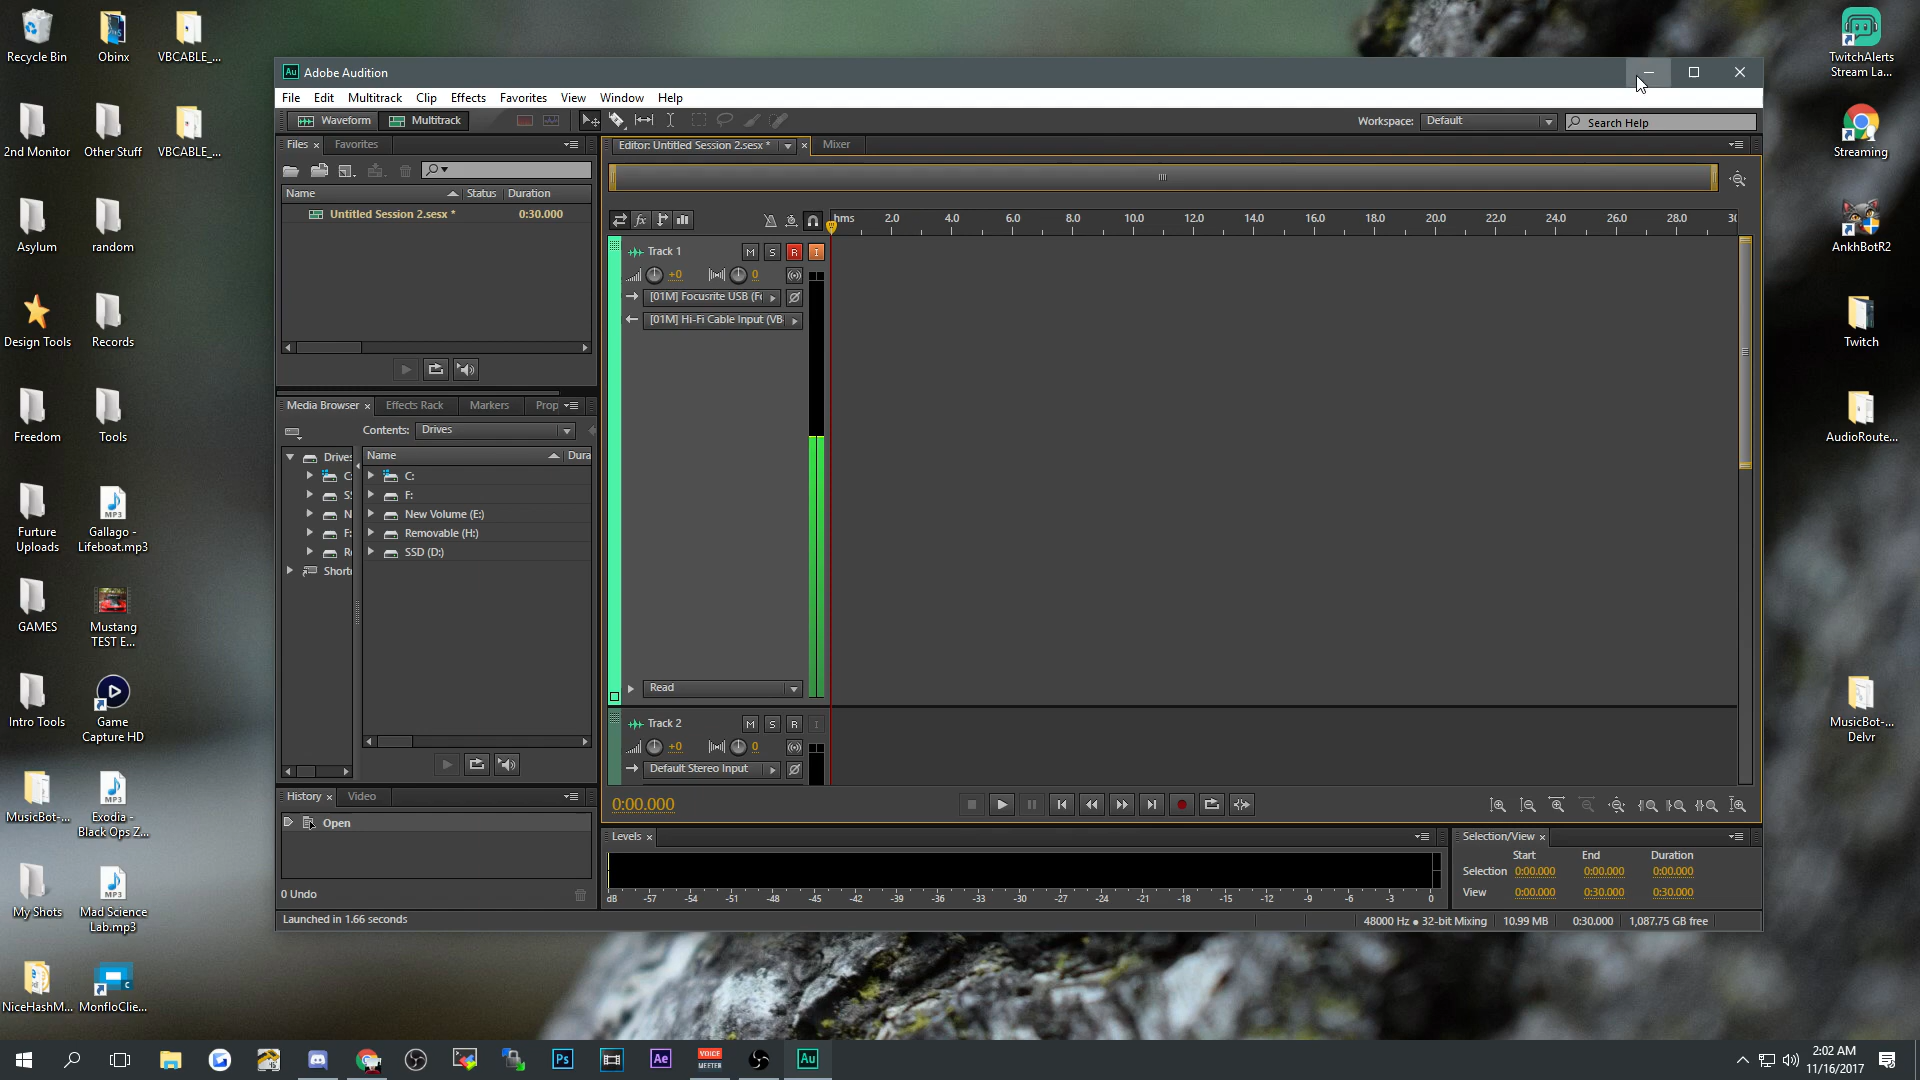 Recycle Bin
Obinx
VBCABLE_...
2nd Monitor
Other Stuff
VBCABLE_...
Asylum
random
Design Tools
Records
Freedom
Tools
Furture
Uploads
Gallago -
Lifeboat.mp3
GAMES
Mustang
TEST E...
Intro Tools
Game
Capture HD
MusicBot-...
Exodia -
Black Ops Z...
My Shots
Mad Science
Lab.mp3
NiceHashM...
MonfloClie...
TwitchAlerts
Stream La...
Streaming
AnkhBotR2
Twitch
AudioRoute...
MusicBot-...
Delvr
Au Adobe Audition
File Edit Multitrack Clip Effects Favorites View Window Help
Waveform Multitrack
Workspace: Default Search Help
Files Favorites
Name Status Duration
Untitled Session 2.sesx * 0:30.000
Media Browser Effects Rack Markers Prop
Contents: Drives
Drives
Name Dura
C:
F:
New Volume (E:)
Removable (H:)
SSD (D:)
Shortc
History Video
Open
0 Undo
Launched in 1.66 seconds
Editor: Untitled Session 2.sesx * Mixer
fx
hms 2.0 4.0 6.0 8.0 10.0 12.0 14.0 16.0 18.0 20.0 22.0 24.0 26.0 28.0 30
Track 1 M S R I
+0 0
[01M] Focusrite USB (Fo
[01M] Hi-Fi Cable Input (VB-
Read
Track 2 M S R I
+0 0
Default Stereo Input
0:00.000
Levels
dB -57 -54 -51 -48 -45 -42 -39 -36 -33 -30 -27 -24 -21 -18 -15 -12 -9 -6 -3 0
Selection/View
Start End Duration
Selection 0:00.000 0:00.000 0:00.000
View 0:00.000 0:30.000 0:30.000
48000 Hz ● 32-bit Mixing 10.99 MB 0:30.000 1,087.75 GB free
Ps
Ae
VOICE
MEETER
Au
2:02 AM
11/16/2017